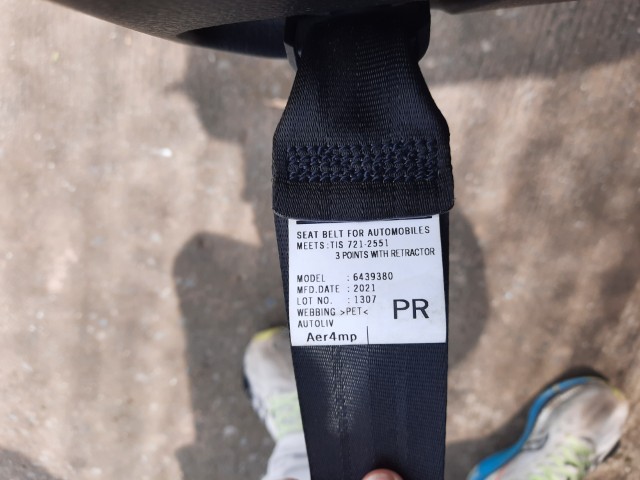 SEAT BELT FOR AUTOMOBILES
MEETS:TIS 721-2551
3 POINTS WITH RETRACTOR
MODEL : 6439380
MFD.DATE : 2021
LOT NO. : 1307
WEBBING >PET<
PR
AUTOLIV
Aer4mp